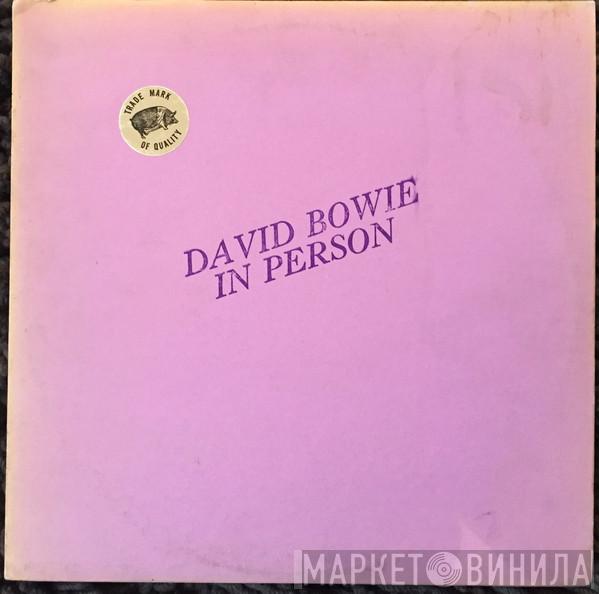 TRADE MARK
OF QUALITY
DAVID BOWIE
IN PERSON
МАРКЕТ ВИНИЛА